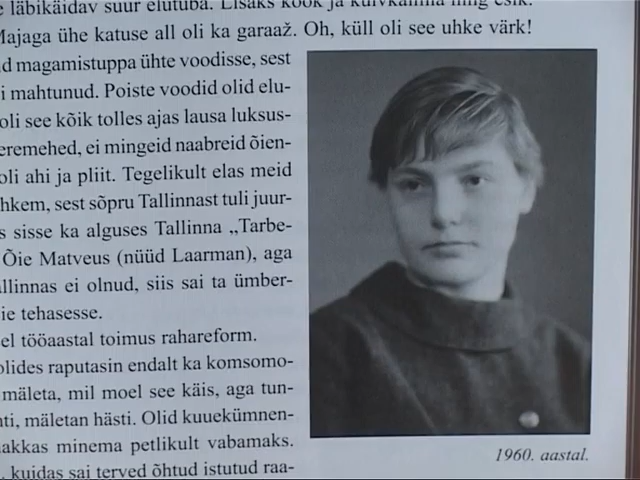 läbikäidav suur elutuba. Lisaks köök ja kuivkäimla ning esik.
Majaga ühe katuse all oli ka garaaž. Oh, küll oli see uhke värk!
d magamistuppa ühte voodisse, sest
i mahtunud. Poiste voodid olid elu-
oli see kõik tolles ajas lausa luksus-
eremehed, ei mingeid naabreid õien-
oli ahi ja pliit. Tegelikult elas meid
hkem, sest sõpru Tallinnast tuli juur-
s sisse ka alguses Tallinna „Tarbe-
Õie Matveus (nüüd Laarman), aga
allinnas ei olnud, siis sai ta ümber-
ie tehasesse.
el tööaastal toimus rahareform.
olides raputasin endalt ka komsomo-
mäleta, mil moel see käis, aga tun-
nti, mäletan hästi. Olid kuuekümnen-
akkas minema petlikult vabamaks.
, kuidas sai terved õhtud istutud raa-
1960. aastal.